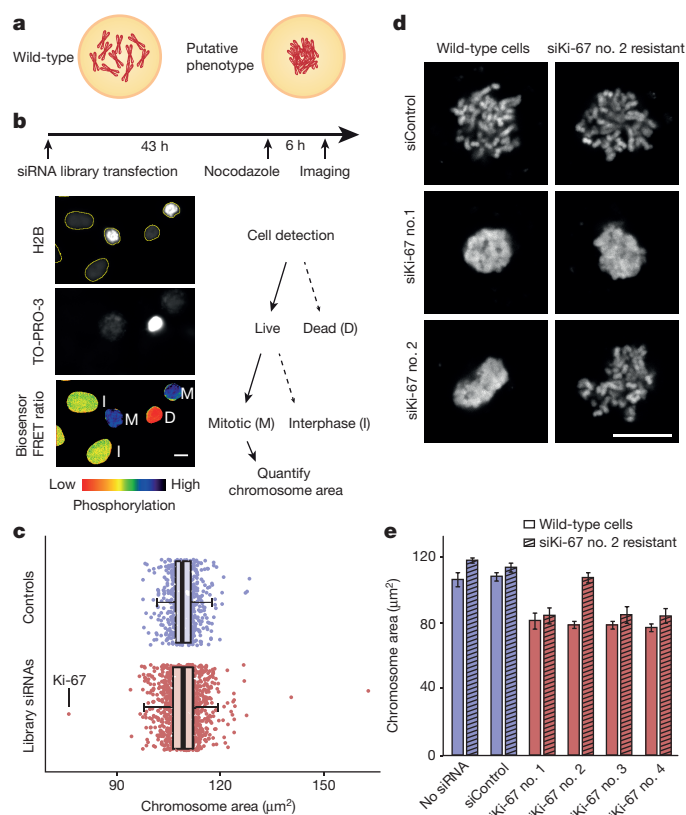 a
Wild-type
Putative
phenotype
b
43 h
6 h
siRNA library transfection
Nocodazole
Imaging
H2B
TO-PRO-3
Biosensor
FRET ratio
I
M
M
D
I
Low
High
Phosphorylation
Cell detection
Live
Dead (D)
Mitotic (M)
Interphase (I)
Quantify
chromosome area
c
Controls
Library siRNAs
Ki-67
90
120
150
Chromosome area (μm²)
d
Wild-type cells
siKi-67 no. 2 resistant
siControl
siKi-67 no.1
siKi-67 no. 2
e
Wild-type cells
siKi-67 no. 2 resistant
Chromosome area (μm²)
120
80
40
0
No siRNA
siControl
siKi-67 no. 1
siKi-67 no. 2
siKi-67 no. 3
siKi-67 no. 4